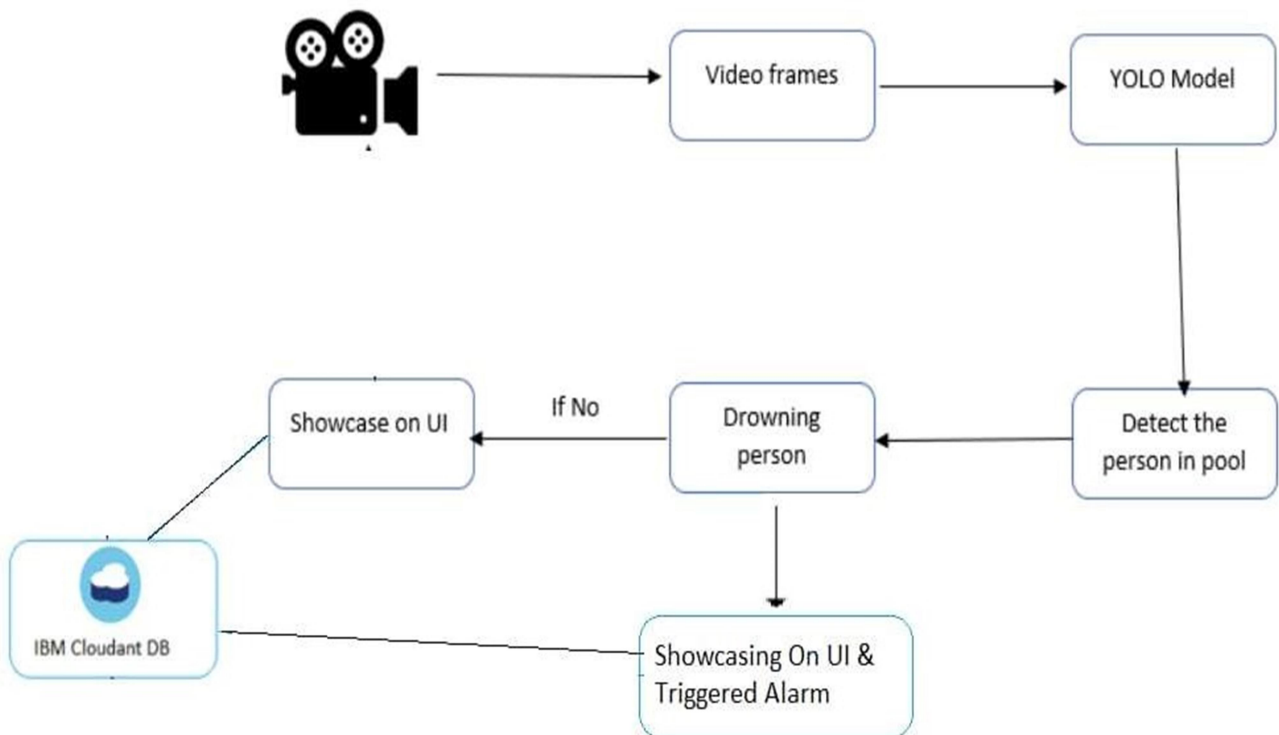 Video frames
YOLO Model
Showcase on UI
If No
Drowning
person
Detect the
person in pool
IBM Cloudant DB
Showcasing On UI &
Triggered Alarm